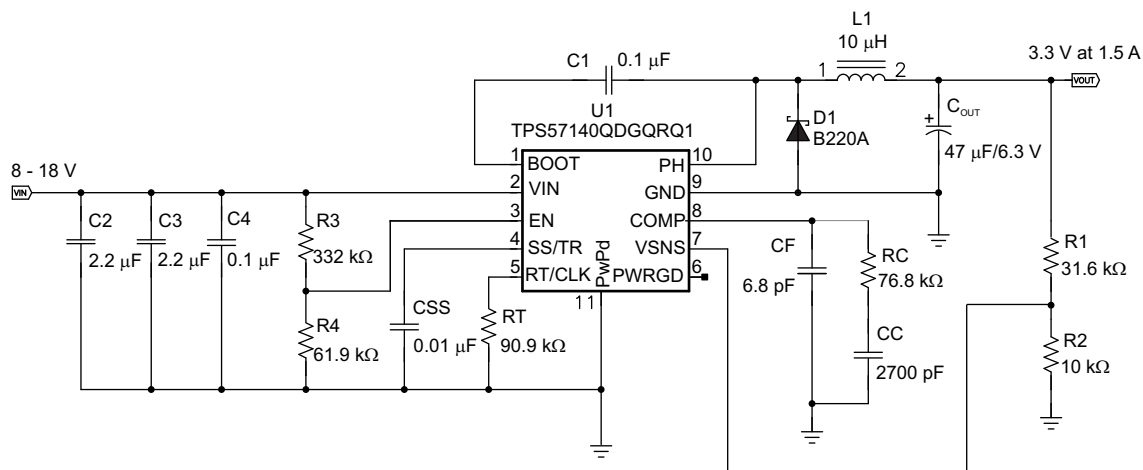 L1
10 μH
3.3 V at 1.5 A
C1
0.1 μF
1
2
VOUT
U1
TPS57140QDGQRQ1
D1
B220A
+
C_OUT
47 μF/6.3 V
1
BOOT
PH
10
8 - 18 V
VIN
2
VIN
GND
9
3
EN
COMP
8
4
SS/TR
VSNS
7
5
RT/CLK
PwPd
PWRGD
6
11
C2
2.2 μF
C3
2.2 μF
C4
0.1 μF
R3
332 kΩ
R4
61.9 kΩ
CSS
0.01 μF
RT
90.9 kΩ
CF
6.8 pF
RC
76.8 kΩ
CC
2700 pF
R1
31.6 kΩ
R2
10 kΩ